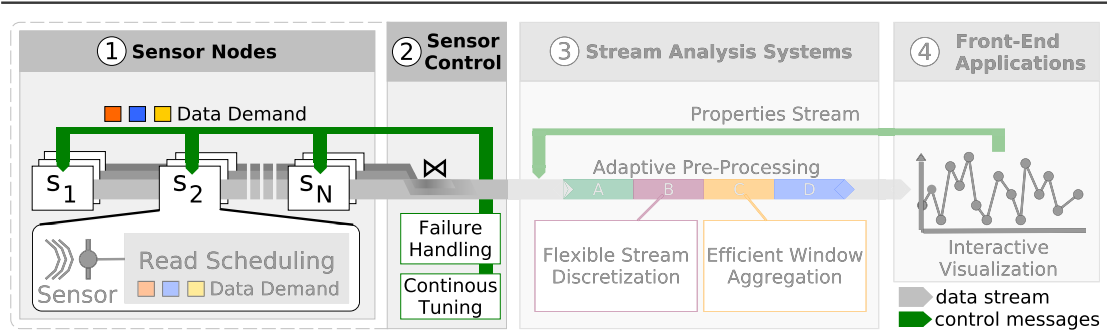 1 Sensor Nodes
2 Sensor
Control
3 Stream Analysis Systems
4 Front-End
Applications
Data Demand
Properties Stream
Adaptive Pre-Processing
S1
S2
SN
⋈
A
B
C
D
Failure
Handling
Continous
Tuning
Flexible Stream
Discretization
Efficient Window
Aggregation
Interactive
Visualization
Read Scheduling
Sensor
Data Demand
data stream
control messages